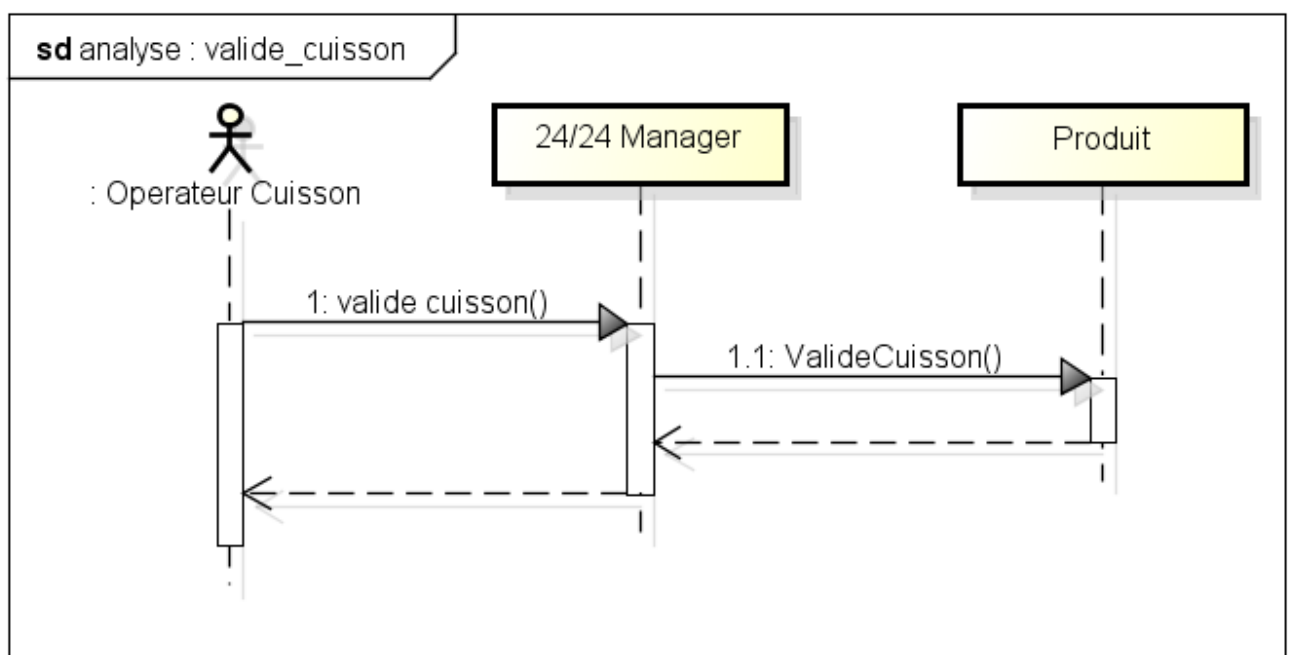 sd analyse : valide_cuisson
: Operateur Cuisson
24/24 Manager
Produit
1: valide cuisson()
1.1: ValideCuisson()